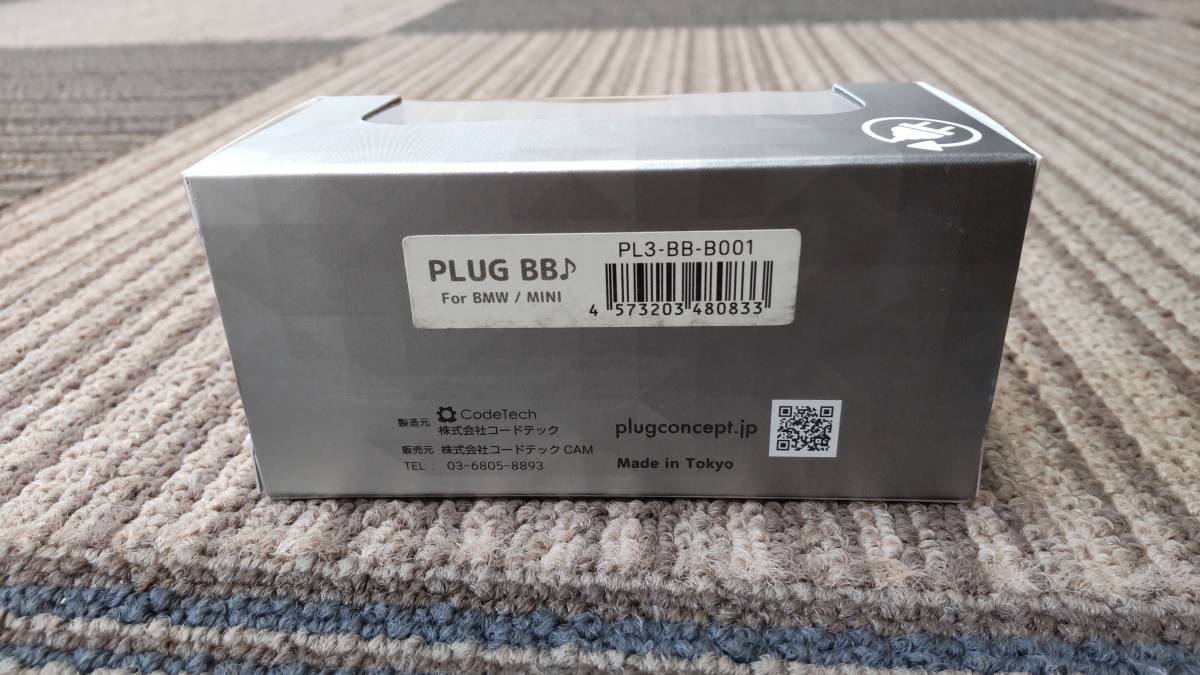 PLUG BB♪
For BMW / MINI
PL3-BB-B001
4 573203 480833
製造元 CodeTech
株式会社コードテック
販売元 株式会社コードテック CAM
TEL : 03-6805-8893
plugconcept.jp
Made in Tokyo